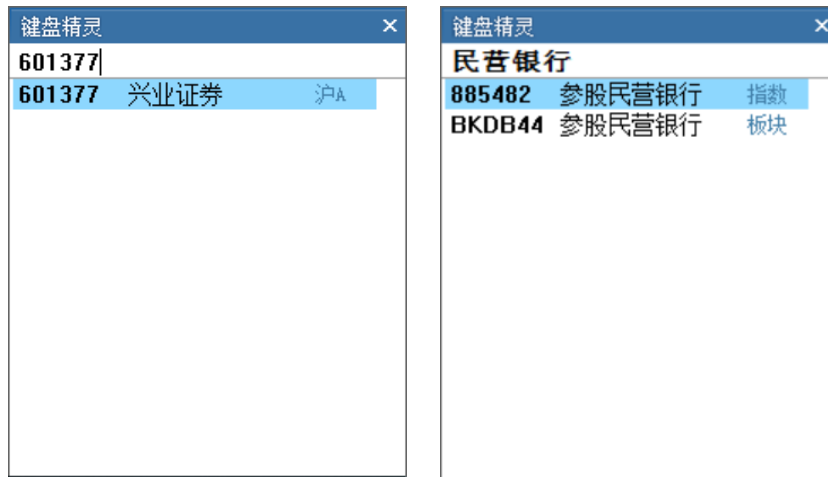 键盘精灵 ×
601377
601377 兴业证券 沪A
键盘精灵 ×
民营银行
885482 参股民营银行 指数
BKDB44 参股民营银行 板块